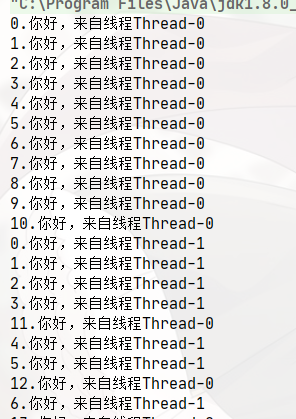 "C:\Program Files\Java\jdk1.8.0_
0.你好，来自线程Thread-0
1.你好，来自线程Thread-0
2.你好，来自线程Thread-0
3.你好，来自线程Thread-0
4.你好，来自线程Thread-0
5.你好，来自线程Thread-0
6.你好，来自线程Thread-0
7.你好，来自线程Thread-0
8.你好，来自线程Thread-0
9.你好，来自线程Thread-0
10.你好，来自线程Thread-0
0.你好，来自线程Thread-1
1.你好，来自线程Thread-1
2.你好，来自线程Thread-1
3.你好，来自线程Thread-1
11.你好，来自线程Thread-0
4.你好，来自线程Thread-1
5.你好，来自线程Thread-1
12.你好，来自线程Thread-0
6.你好，来自线程Thread-1